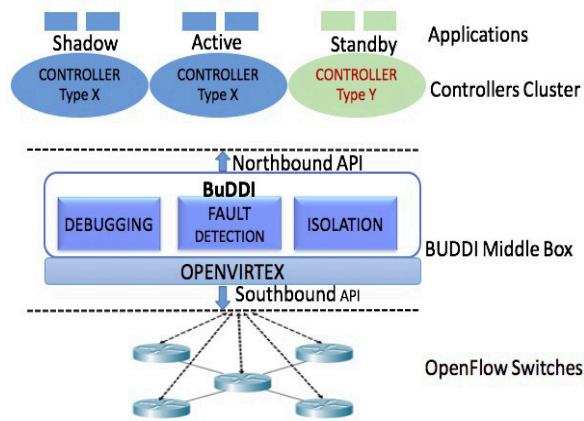 Shadow
Active
Standby
Applications
CONTROLLER
Type X
CONTROLLER
Type X
CONTROLLER
Type Y
Controllers Cluster
Northbound API
BuDDI
DEBUGGING
FAULT
DETECTION
ISOLATION
BUDDI Middle Box
OPENVIRTEX
Southbound API
OpenFlow Switches